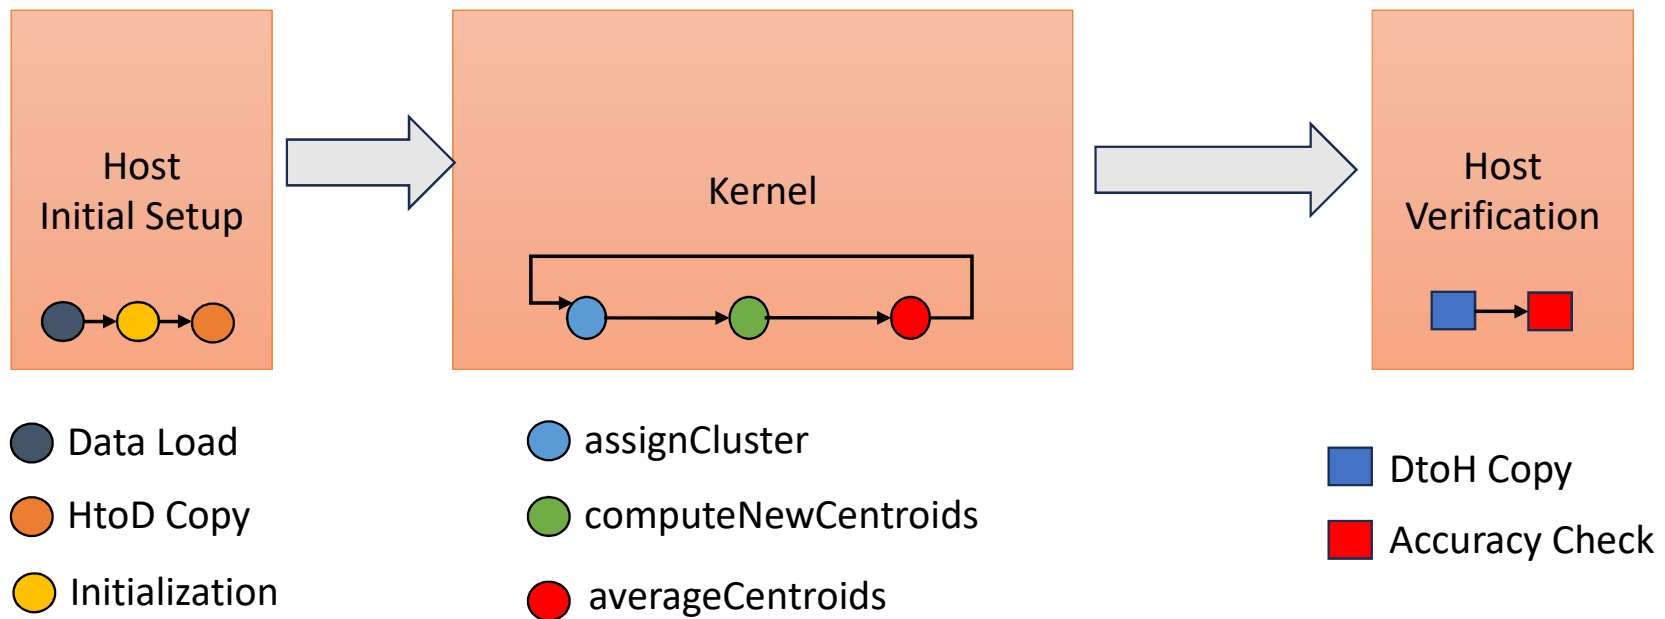 Host
Initial Setup
Kernel
Host
Verification
Data Load
HtoD Copy
Initialization
assignCluster
computeNewCentroids
averageCentroids
DtoH Copy
Accuracy Check